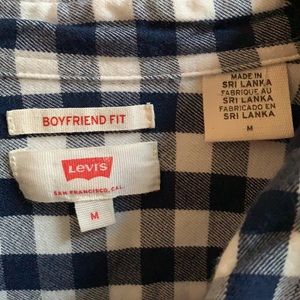 BOYFRIEND FIT
Levi's
SAN FRANCISCO, CAL.
M
MADE IN
SRI LANKA
FABRIQUE AU
SRI LANKA
FABRICADO EN
SRI LANKA
M